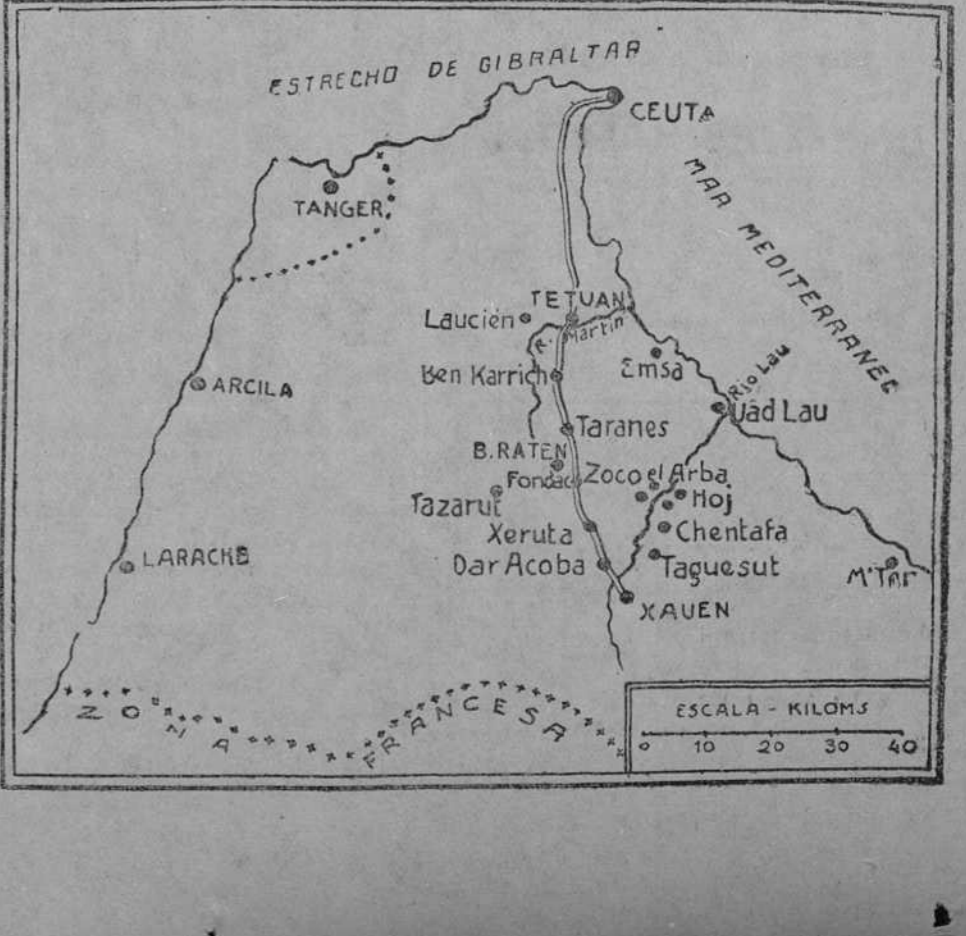 ESTRECHO DE GIBRALTAR
CEUTA
MAR MEDITERRANEO
TANGER
TETUAN
Laucién
R. Martin
Ben Karrich
Emsa
Rio Lau
ARCILA
Uád Lau
Taranes
B. RATEN
Fondac
Zoco el Arba
Hoj
Tazarut
Xeruta
Chentafa
LARACHE
Dar Acoba
Taguesut
M'TAR
XAUEN
ZONA FRANCESA
ESCALA - KILOMS
0 10 20 30 40